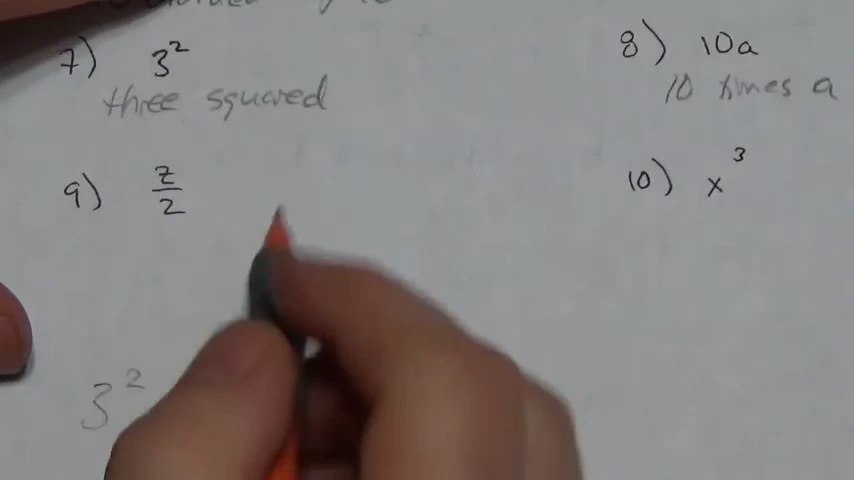 7) 3²
three squared
8) 10a
10 times a
9) z/2
10) x³
3²